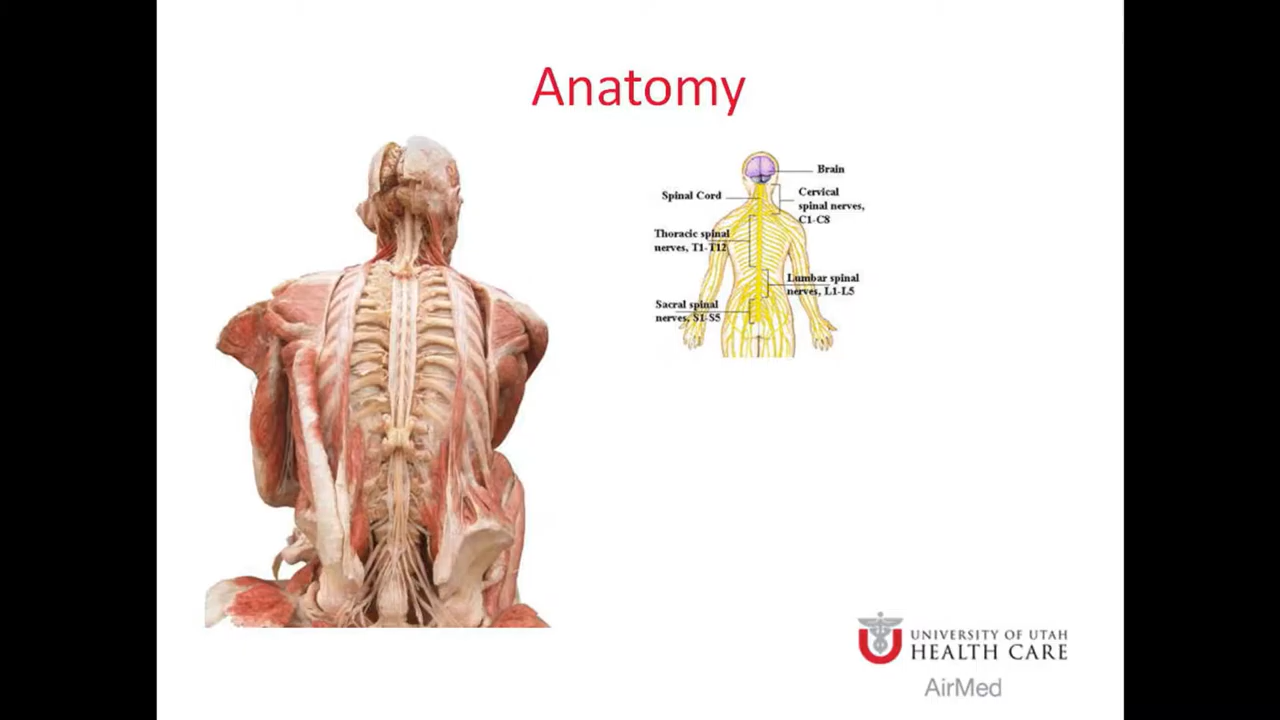 Anatomy
Brain
Spinal Cord
Cervical
spinal nerves,
C1-C8
Thoracic spinal
nerves, T1-T12
Lumbar spinal
nerves, L1-L5
Sacral spinal
nerves, S1-S5
UNIVERSITY OF UTAH
HEALTH CARE
AirMed